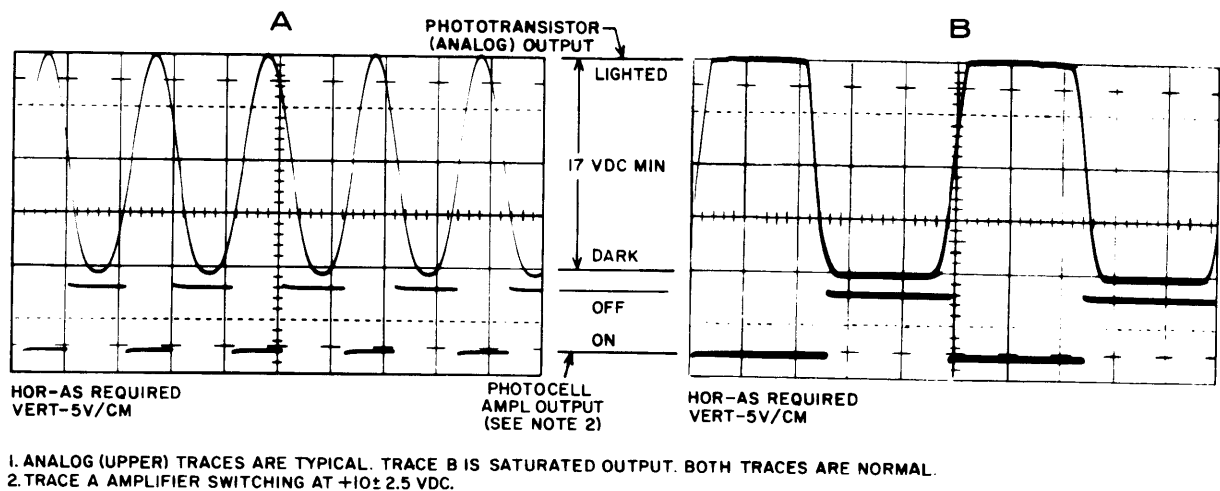 A
PHOTOTRANSISTOR
(ANALOG) OUTPUT
B
LIGHTED
17 VDC MIN
DARK
OFF
ON
HOR-AS REQUIRED
VERT-5V/CM
PHOTOCELL
AMPL OUTPUT
(SEE NOTE 2)
HOR-AS REQUIRED
VERT-5V/CM
1. ANALOG (UPPER) TRACES ARE TYPICAL. TRACE B IS SATURATED OUTPUT. BOTH TRACES ARE NORMAL.
2. TRACE A AMPLIFIER SWITCHING AT +10± 2.5 VDC.